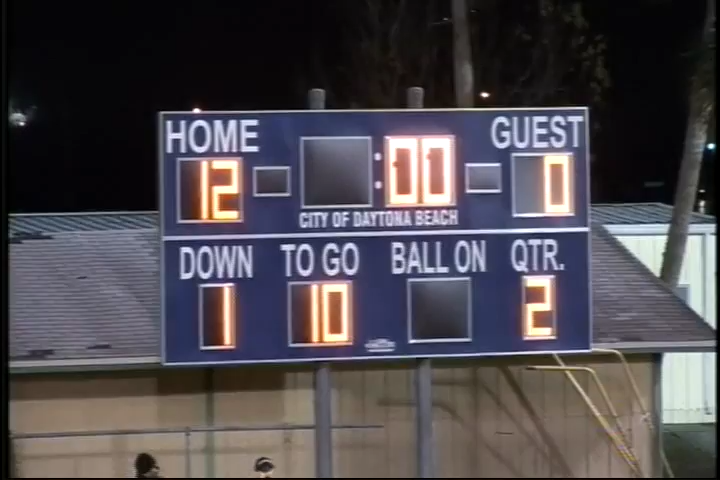 HOME GUEST
12 :00 0
CITY OF DAYTONA BEACH
DOWN TO GO BALL ON QTR.
1 10 2